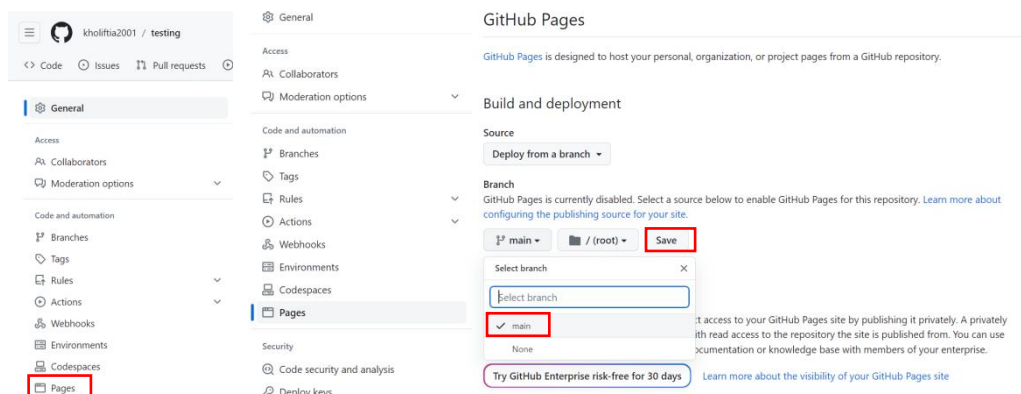 kholiftia2001 / testing
Code Issues Pull requests
General
Access
Collaborators
Moderation options
Code and automation
Branches
Tags
Rules
Actions
Webhooks
Environments
Codespaces
Pages
General
Access
Collaborators
Moderation options
Code and automation
Branches
Tags
Rules
Actions
Webhooks
Environments
Codespaces
Pages
Security
Code security and analysis
Deploy keys
GitHub Pages
GitHub Pages is designed to host your personal, organization, or project pages from a GitHub repository.
Build and deployment
Source
Deploy from a branch
Branch
GitHub Pages is currently disabled. Select a source below to enable GitHub Pages for this repository. Learn more about
configuring the publishing source for your site.
main / (root) Save
Select branch
Select branch
main
None
access to your GitHub Pages site by publishing it privately. A privately
read access to the repository the site is published from. You can use
or knowledge base with members of your enterprise.
Try GitHub Enterprise risk-free for 30 days Learn more about the visibility of your GitHub Pages site